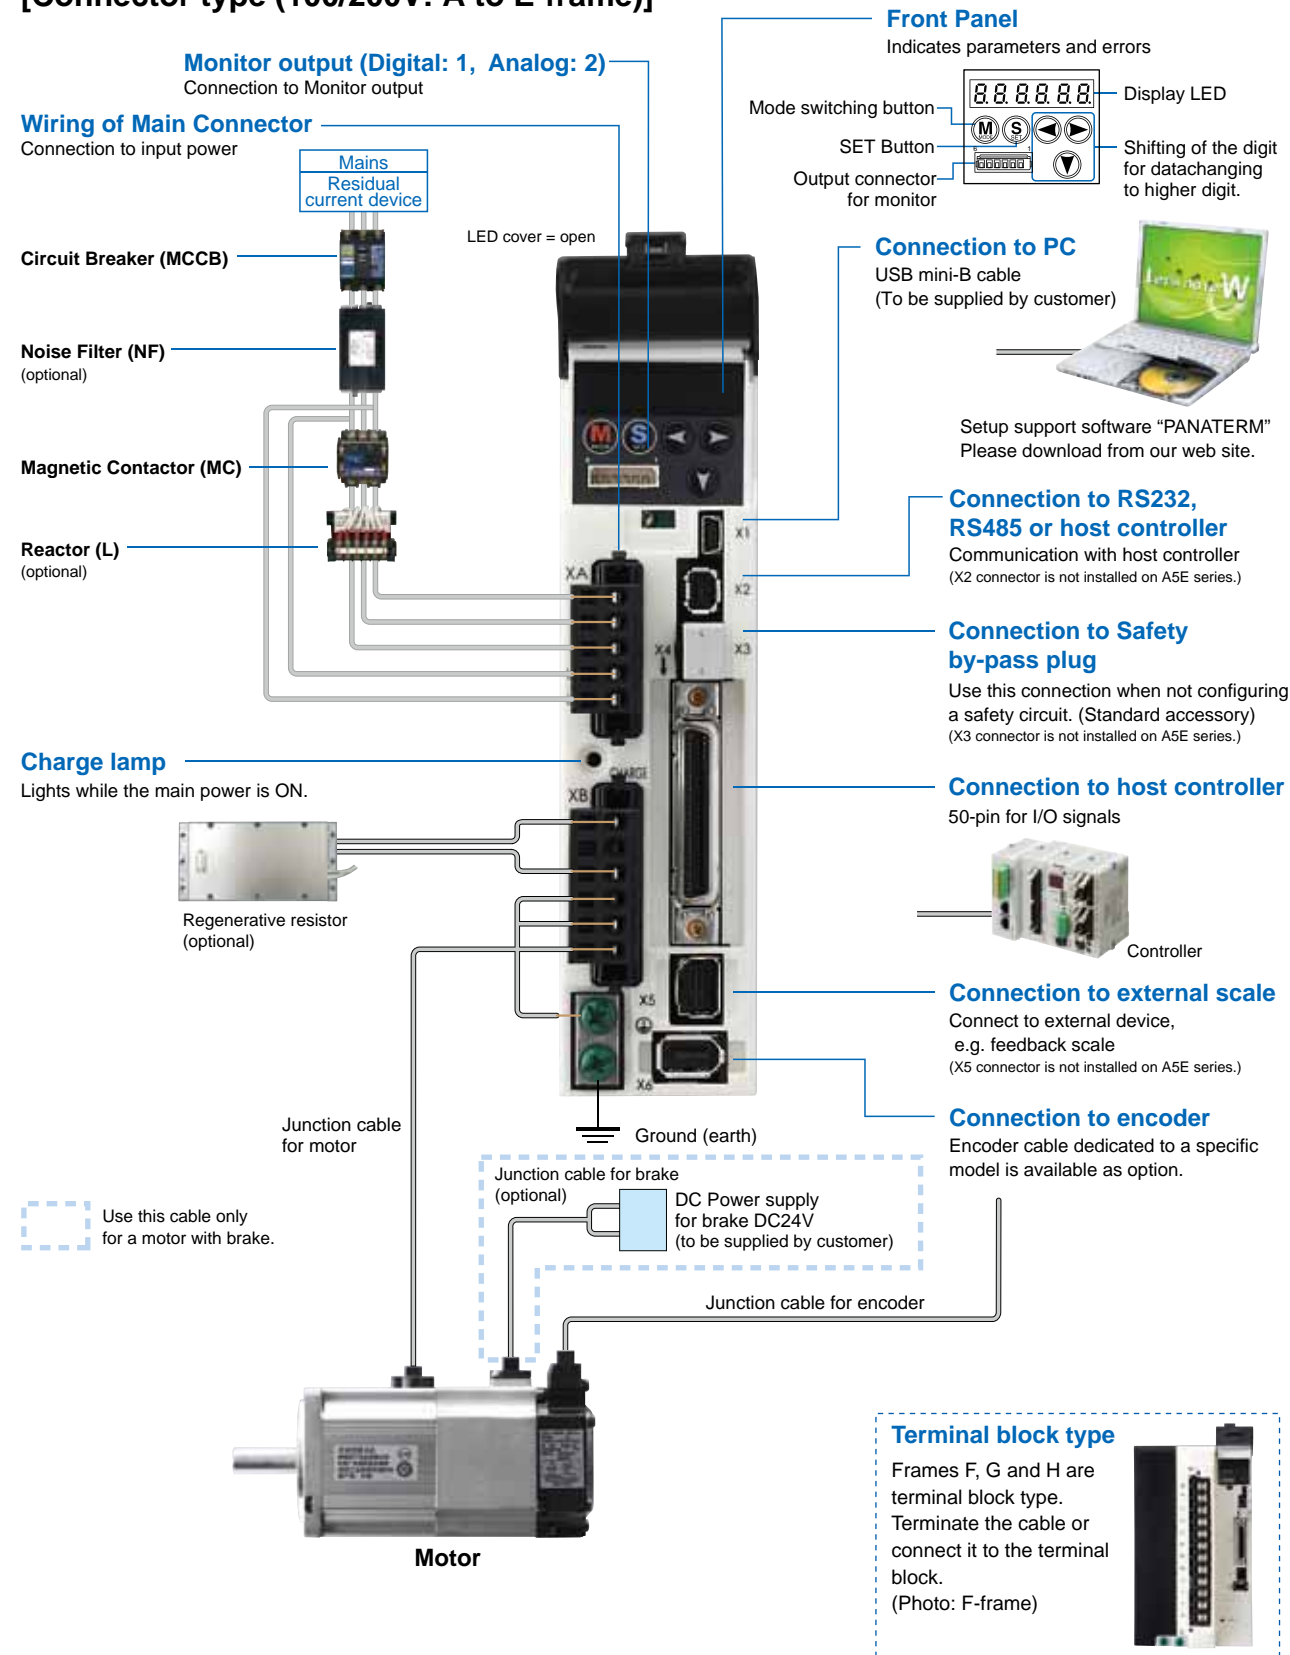 [Connector type (100/200V: A to E frame)]
Front Panel
Indicates parameters and errors
Monitor output (Digital: 1, Analog: 2)
Connection to Monitor output
Display LED
Mode switching button
M
MODE
S
SET
SET Button
6
1
Output connector
for monitor
Shifting of the digit
for datachanging
to higher digit.
Wiring of Main Connector
Connection to input power
Mains
Residual
current device
LED cover = open
Circuit Breaker (MCCB)
Noise Filter (NF)
(optional)
Magnetic Contactor (MC)
Reactor (L)
(optional)
Connection to PC
USB mini-B cable
(To be supplied by customer)
Let's note W
Setup support software “PANATERM”
Please download from our web site.
M
S
X1
X2
X3
X4
XA
CHARGE
XB
X5
X6
Connection to RS232,
RS485 or host controller
Communication with host controller
(X2 connector is not installed on A5E series.)
Connection to Safety
by-pass plug
Use this connection when not configuring
a safety circuit. (Standard accessory)
(X3 connector is not installed on A5E series.)
Charge lamp
Lights while the main power is ON.
Regenerative resistor
(optional)
Connection to host controller
50-pin for I/O signals
Controller
Connection to external scale
Connect to external device,
e.g. feedback scale
(X5 connector is not installed on A5E series.)
Connection to encoder
Encoder cable dedicated to a specific
model is available as option.
Junction cable
for motor
Ground (earth)
Junction cable for brake
(optional)
DC Power supply
for brake DC24V
(to be supplied by customer)
Use this cable only
for a motor with brake.
Junction cable for encoder
Motor
Terminal block type
Frames F, G and H are
terminal block type.
Terminate the cable or
connect it to the terminal
block.
(Photo: F-frame)